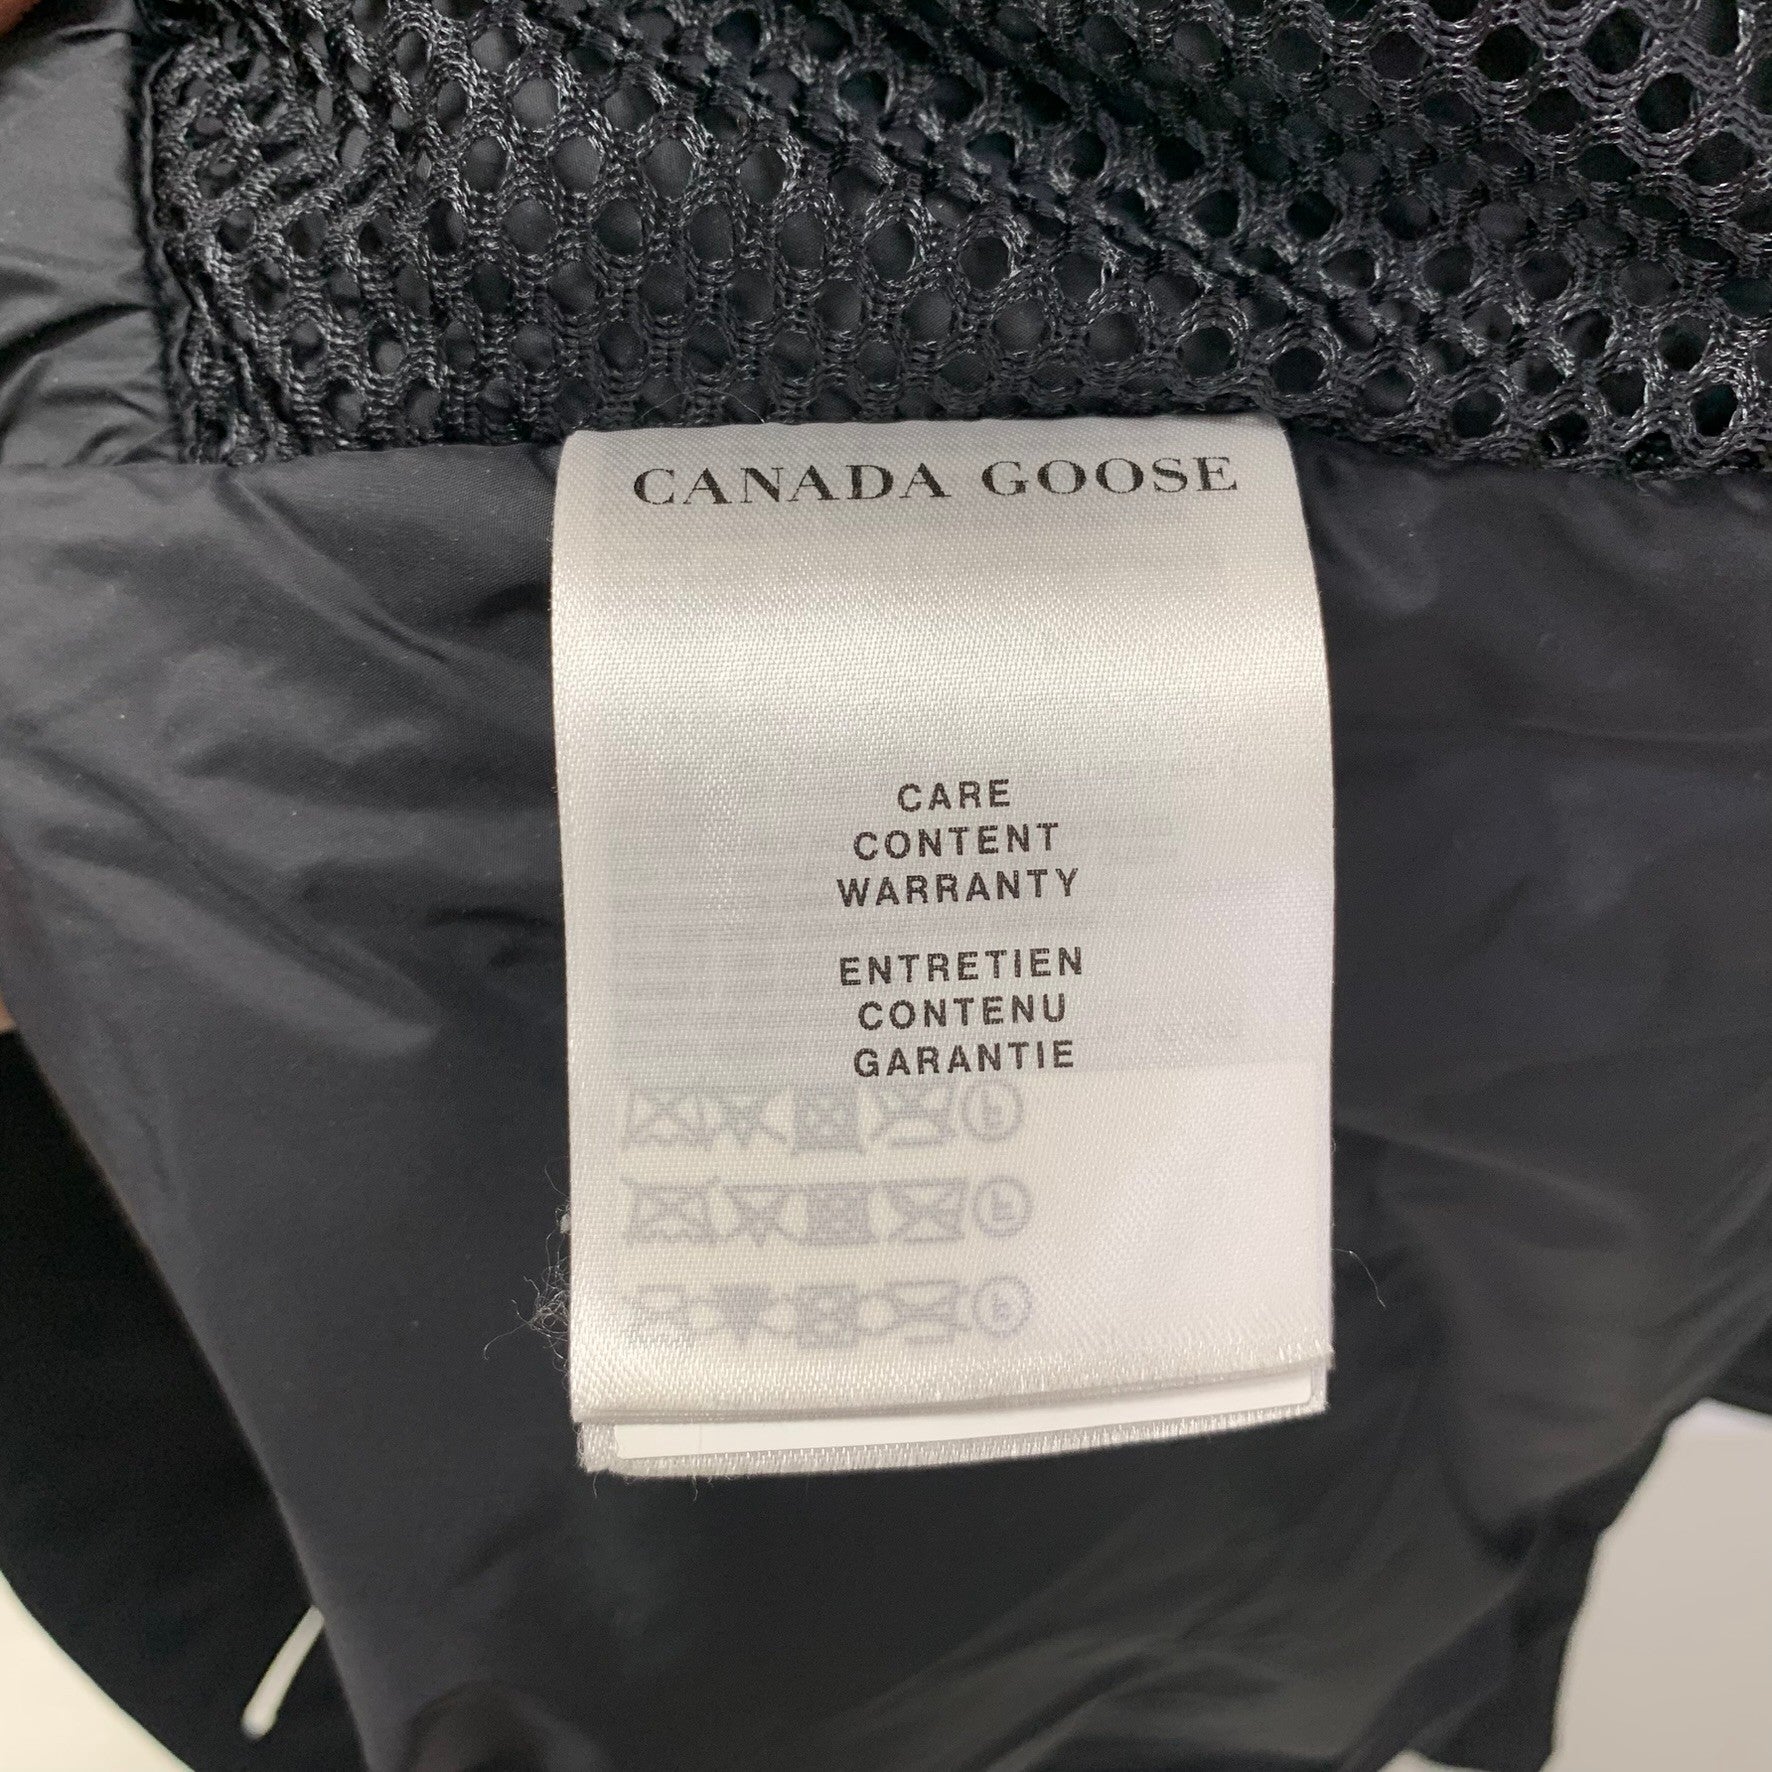 CANADA GOOSE
CARE
CONTENT
WARRANTY
ENTRETIEN
CONTENU
GARANTIE